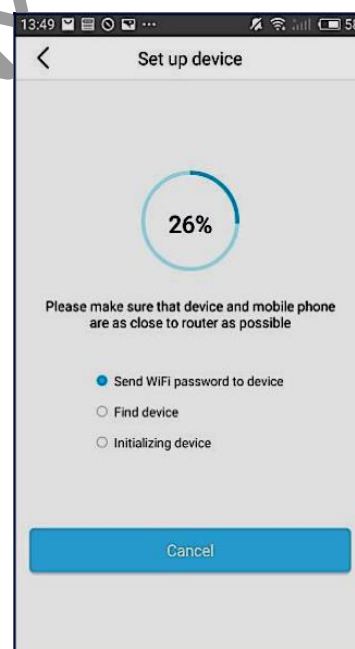 13:49 ... 58
Set up device
26%
Please make sure that device and mobile phone
are as close to router as possible
Send WiFi password to device
Find device
Initializing device
Cancel